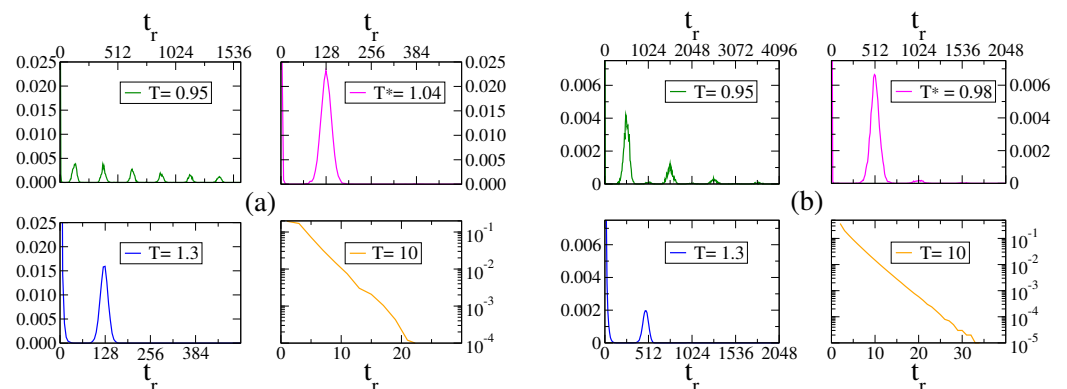 t_r t_r
0 512 1024 1536 0 128 256 384
0.025 0.025
0.020 0.020
0.015 0.015
0.010 0.010
0.005 0.005
0.000 0.000
T= 0.95
T*= 1.04
(a)
0.025
0.020
0.015
0.010
0.005
0.000
T= 1.3
T= 10
10^-1
10^-2
10^-3
10^-4
0 128 256 384 0 10 20
t_r t_r
t_r t_r
0 1024 2048 3072 4096 0 512 1024 1536 2048
0.006 0.006
0.004 0.004
0.002 0.002
0 0
T= 0.95
T* = 0.98
(b)
0.006
0.004
0.002
0
T= 1.3
T= 10
10^-1
10^-2
10^-3
10^-4
10^-5
0 512 1024 1536 2048 0 10 20 30 40
t_r t_r